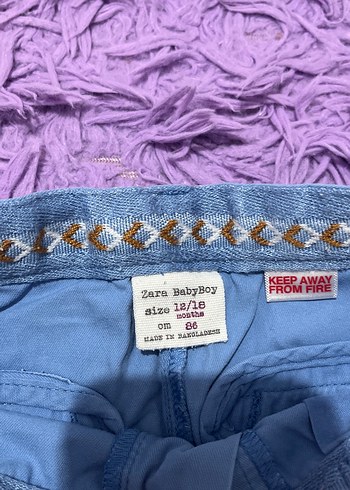 Zara BabyBoy
size 12/18
months
cm 86
MADE IN BANGLADESH
KEEP AWAY
FROM FIRE